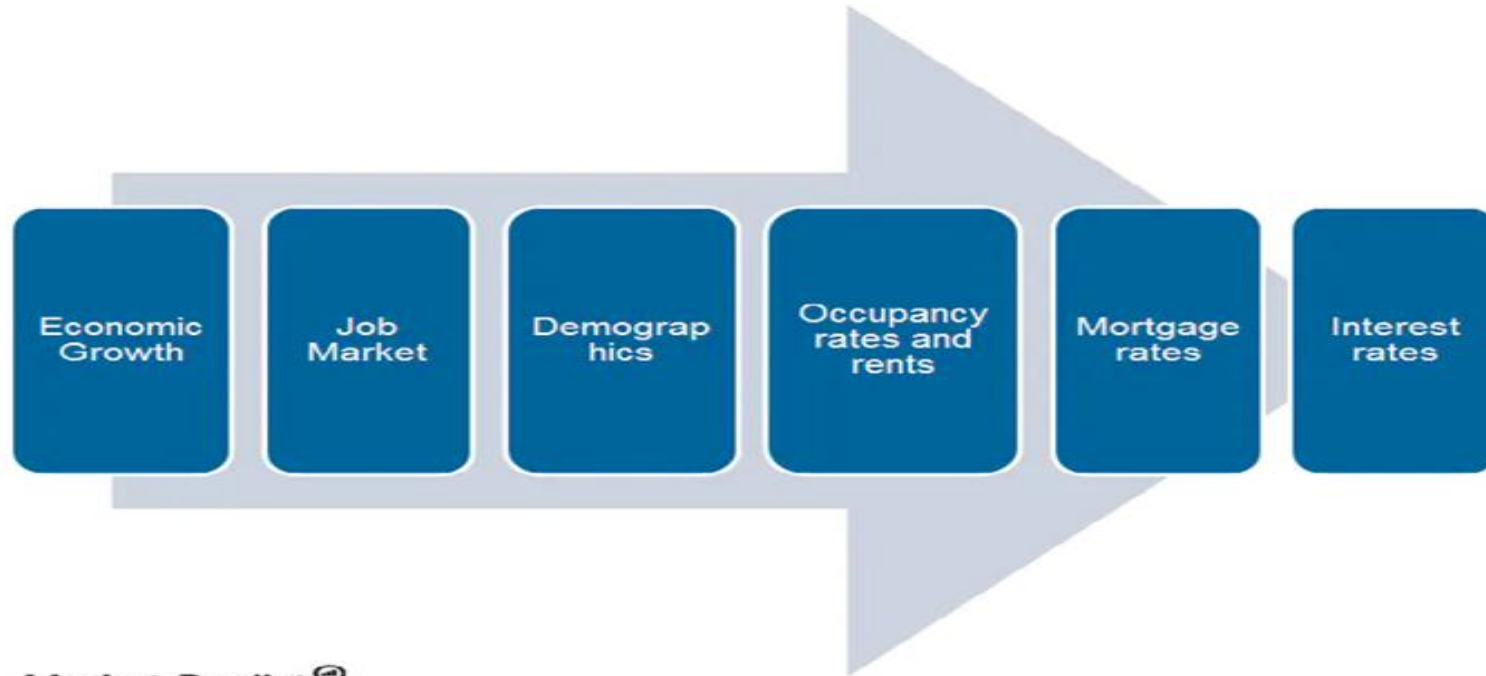 Economic
Growth
Job
Market
Demograp
hics
Occupancy
rates and
rents
Mortgage
rates
Interest
rates